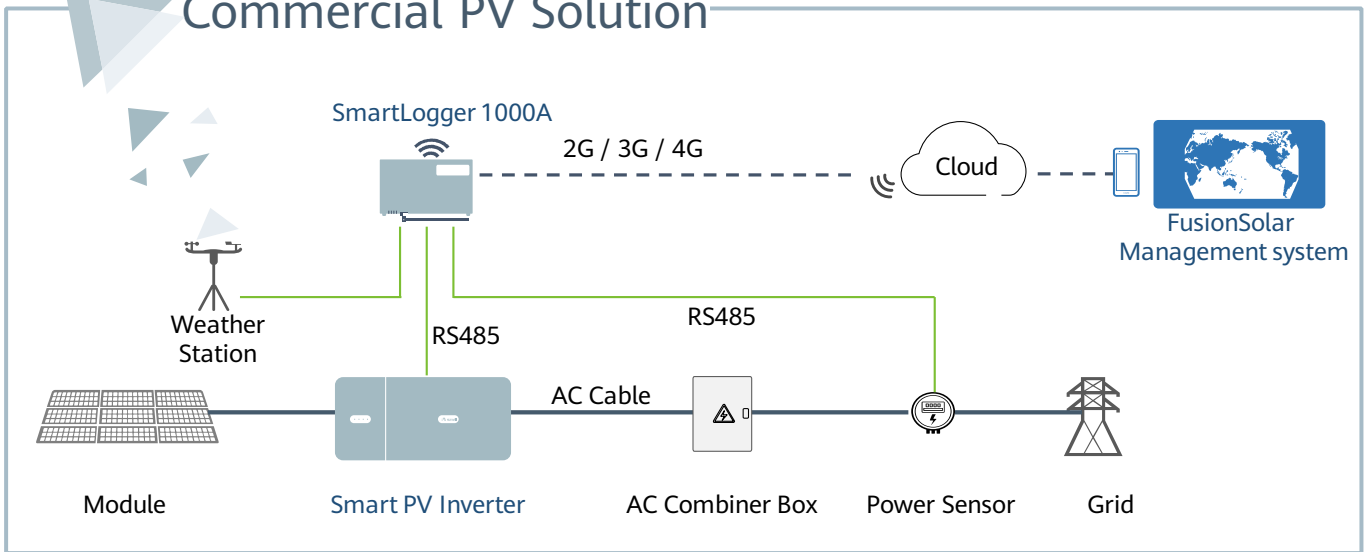 Commercial PV Solution
SmartLogger 1000A
2G / 3G / 4G
Cloud
FusionSolar
Management system
Weather
Station
RS485
RS485
AC Cable
Module
Smart PV Inverter
AC Combiner Box
Power Sensor
Grid